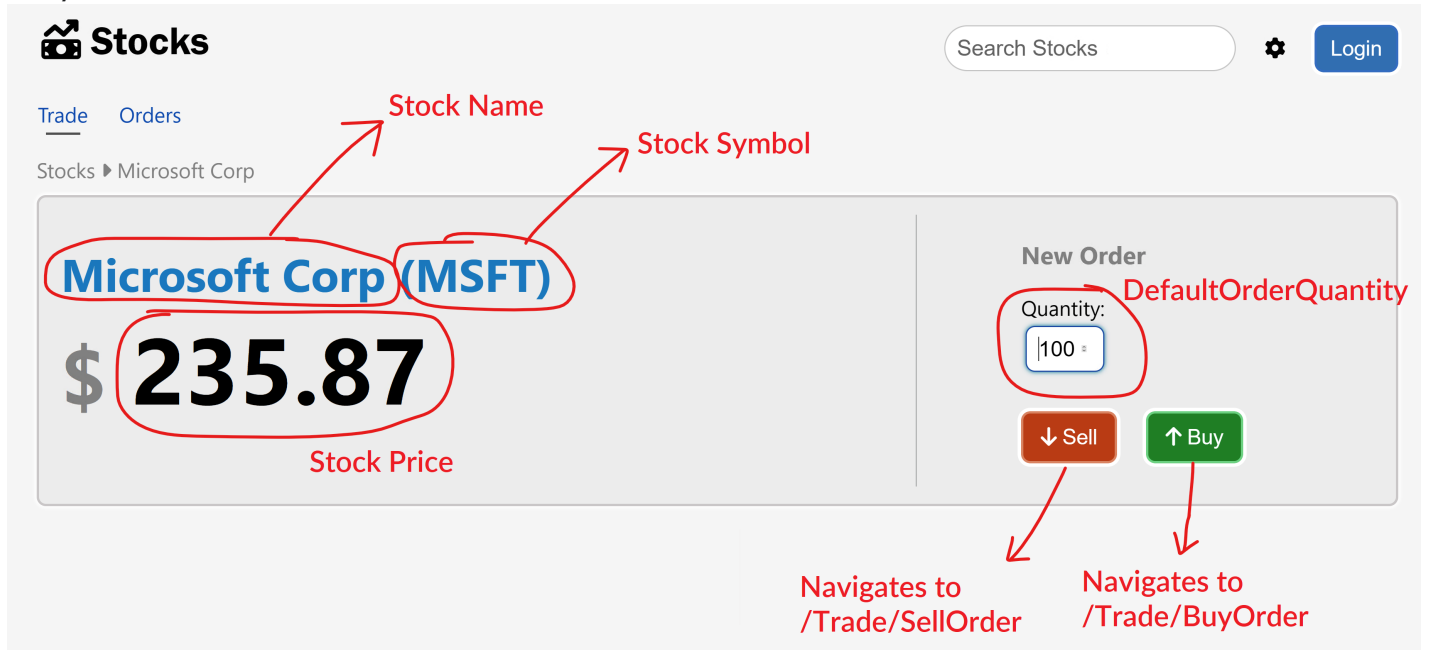 Stocks
Search Stocks
Login
Trade Orders
Stock Name
Stock Symbol
Stocks Microsoft Corp
Microsoft Corp (MSFT)
New Order
DefaultOrderQuantity
Quantity:
100
$ 235.87
Sell
Buy
Stock Price
Navigates to
/Trade/SellOrder
Navigates to
/Trade/BuyOrder